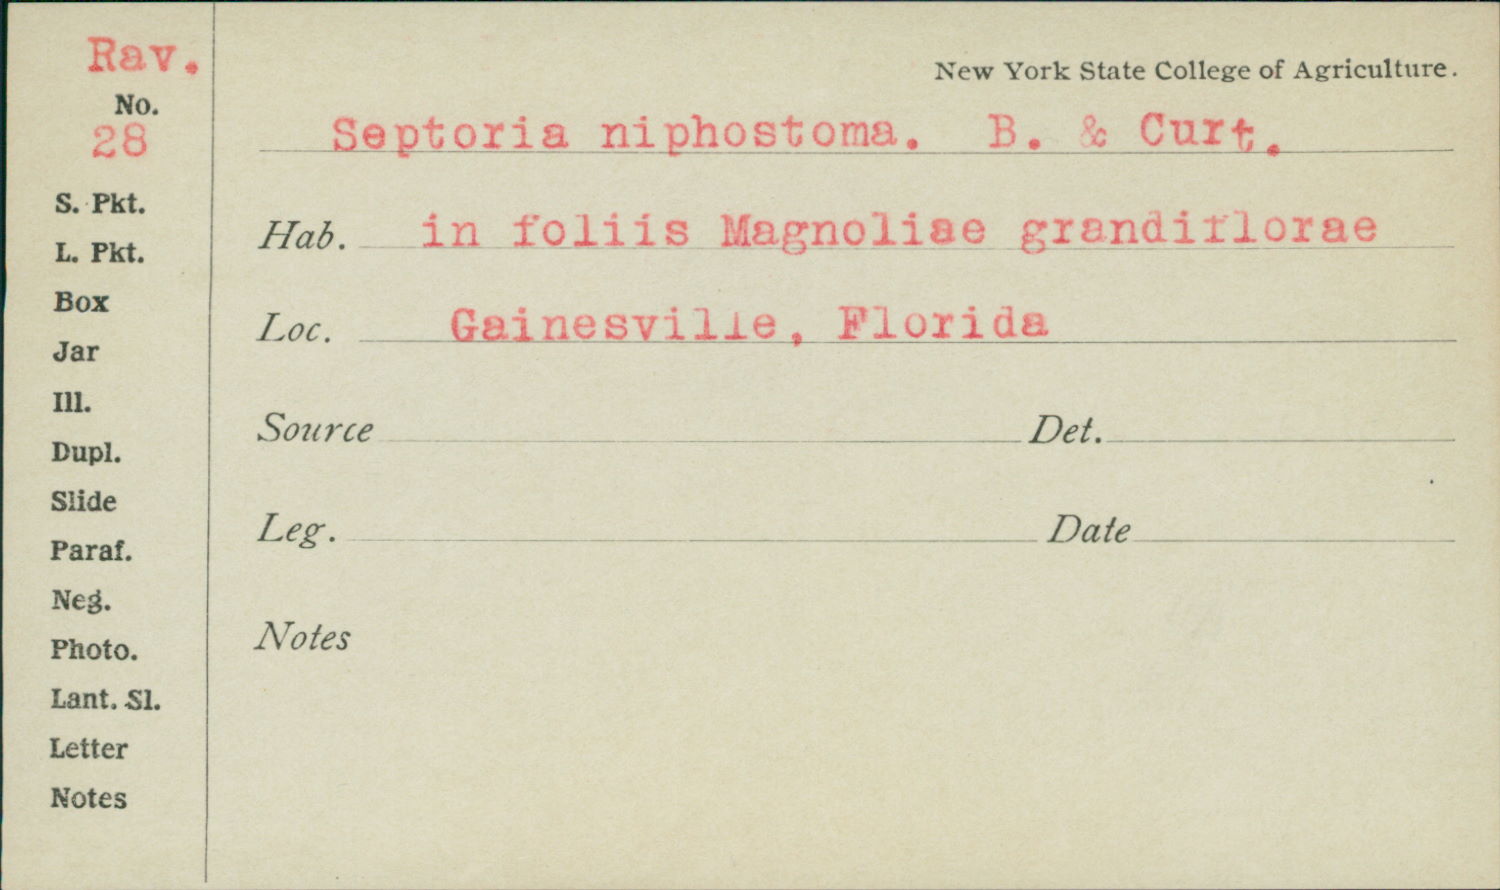 Rav.
New York State College of Agriculture.
No.
28
Septoria niphostoma. B. & Curt.
S. Pkt.
Hab. in foliis Magnoliae grandiflorae
L. Pkt.
Box
Loc. Gainesville, Florida
Jar
Ill.
Source Det.
Dupl.
Slide
Leg. Date
Paraf.
Neg.
Notes
Photo.
Lant. Sl.
Letter
Notes